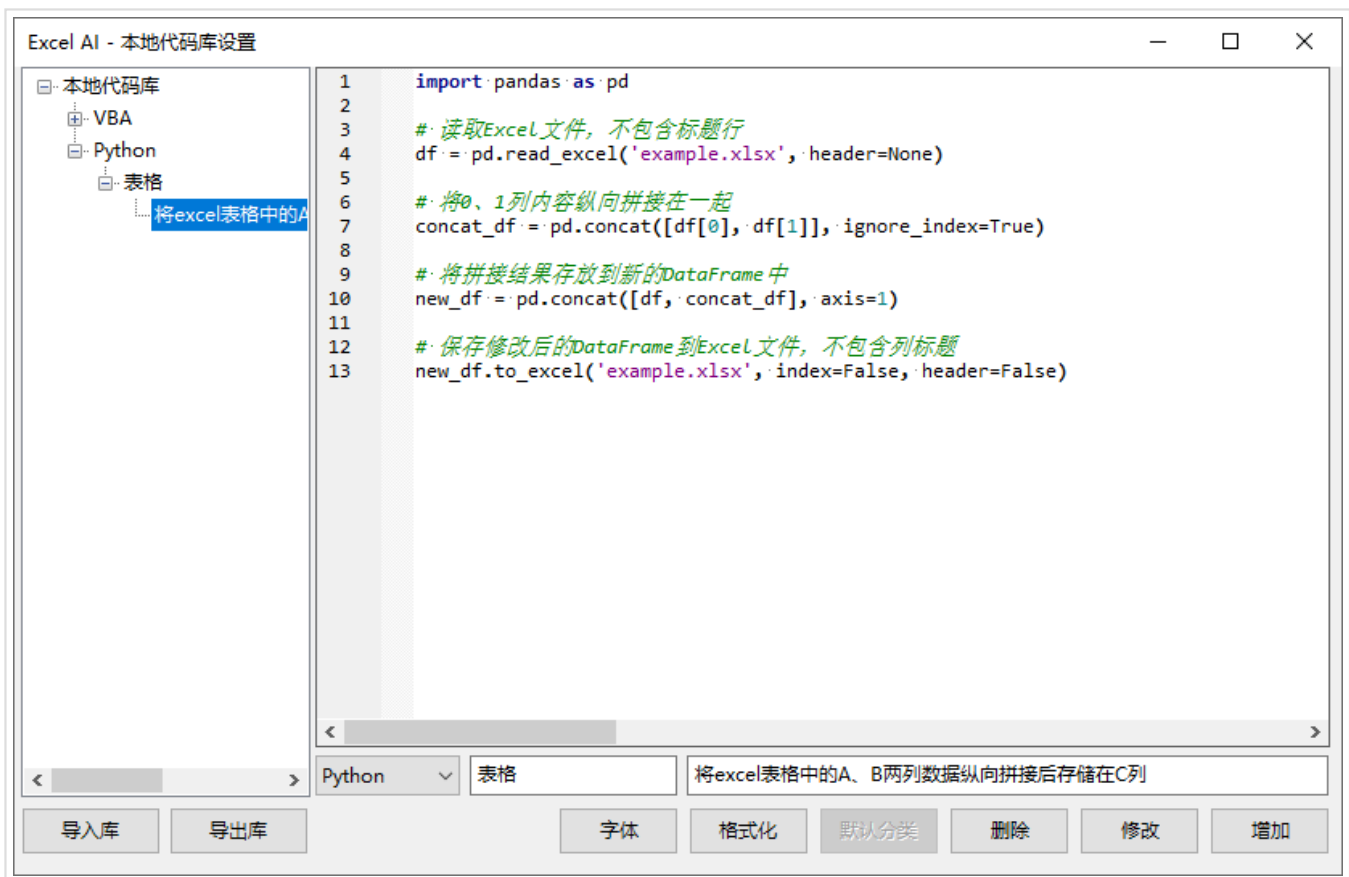 Excel AI - 本地代码库设置
本地代码库
VBA
Python
表格
将excel表格中的A
1 import pandas as pd
2
3 # 读取Excel文件，不包含标题行
4 df = pd.read_excel('example.xlsx', header=None)
5
6 # 将0、1列内容纵向拼接在一起
7 concat_df = pd.concat([df[0], df[1]], ignore_index=True)
8
9 # 将拼接结果存放到新的DataFrame中
10 new_df = pd.concat([df, concat_df], axis=1)
11
12 # 保存修改后的DataFrame到Excel文件，不包含列标题
13 new_df.to_excel('example.xlsx', index=False, header=False)
Python 表格 将excel表格中的A、B两列数据纵向拼接后存储在C列
导入库 导出库 字体 格式化 默认分类 删除 修改 增加